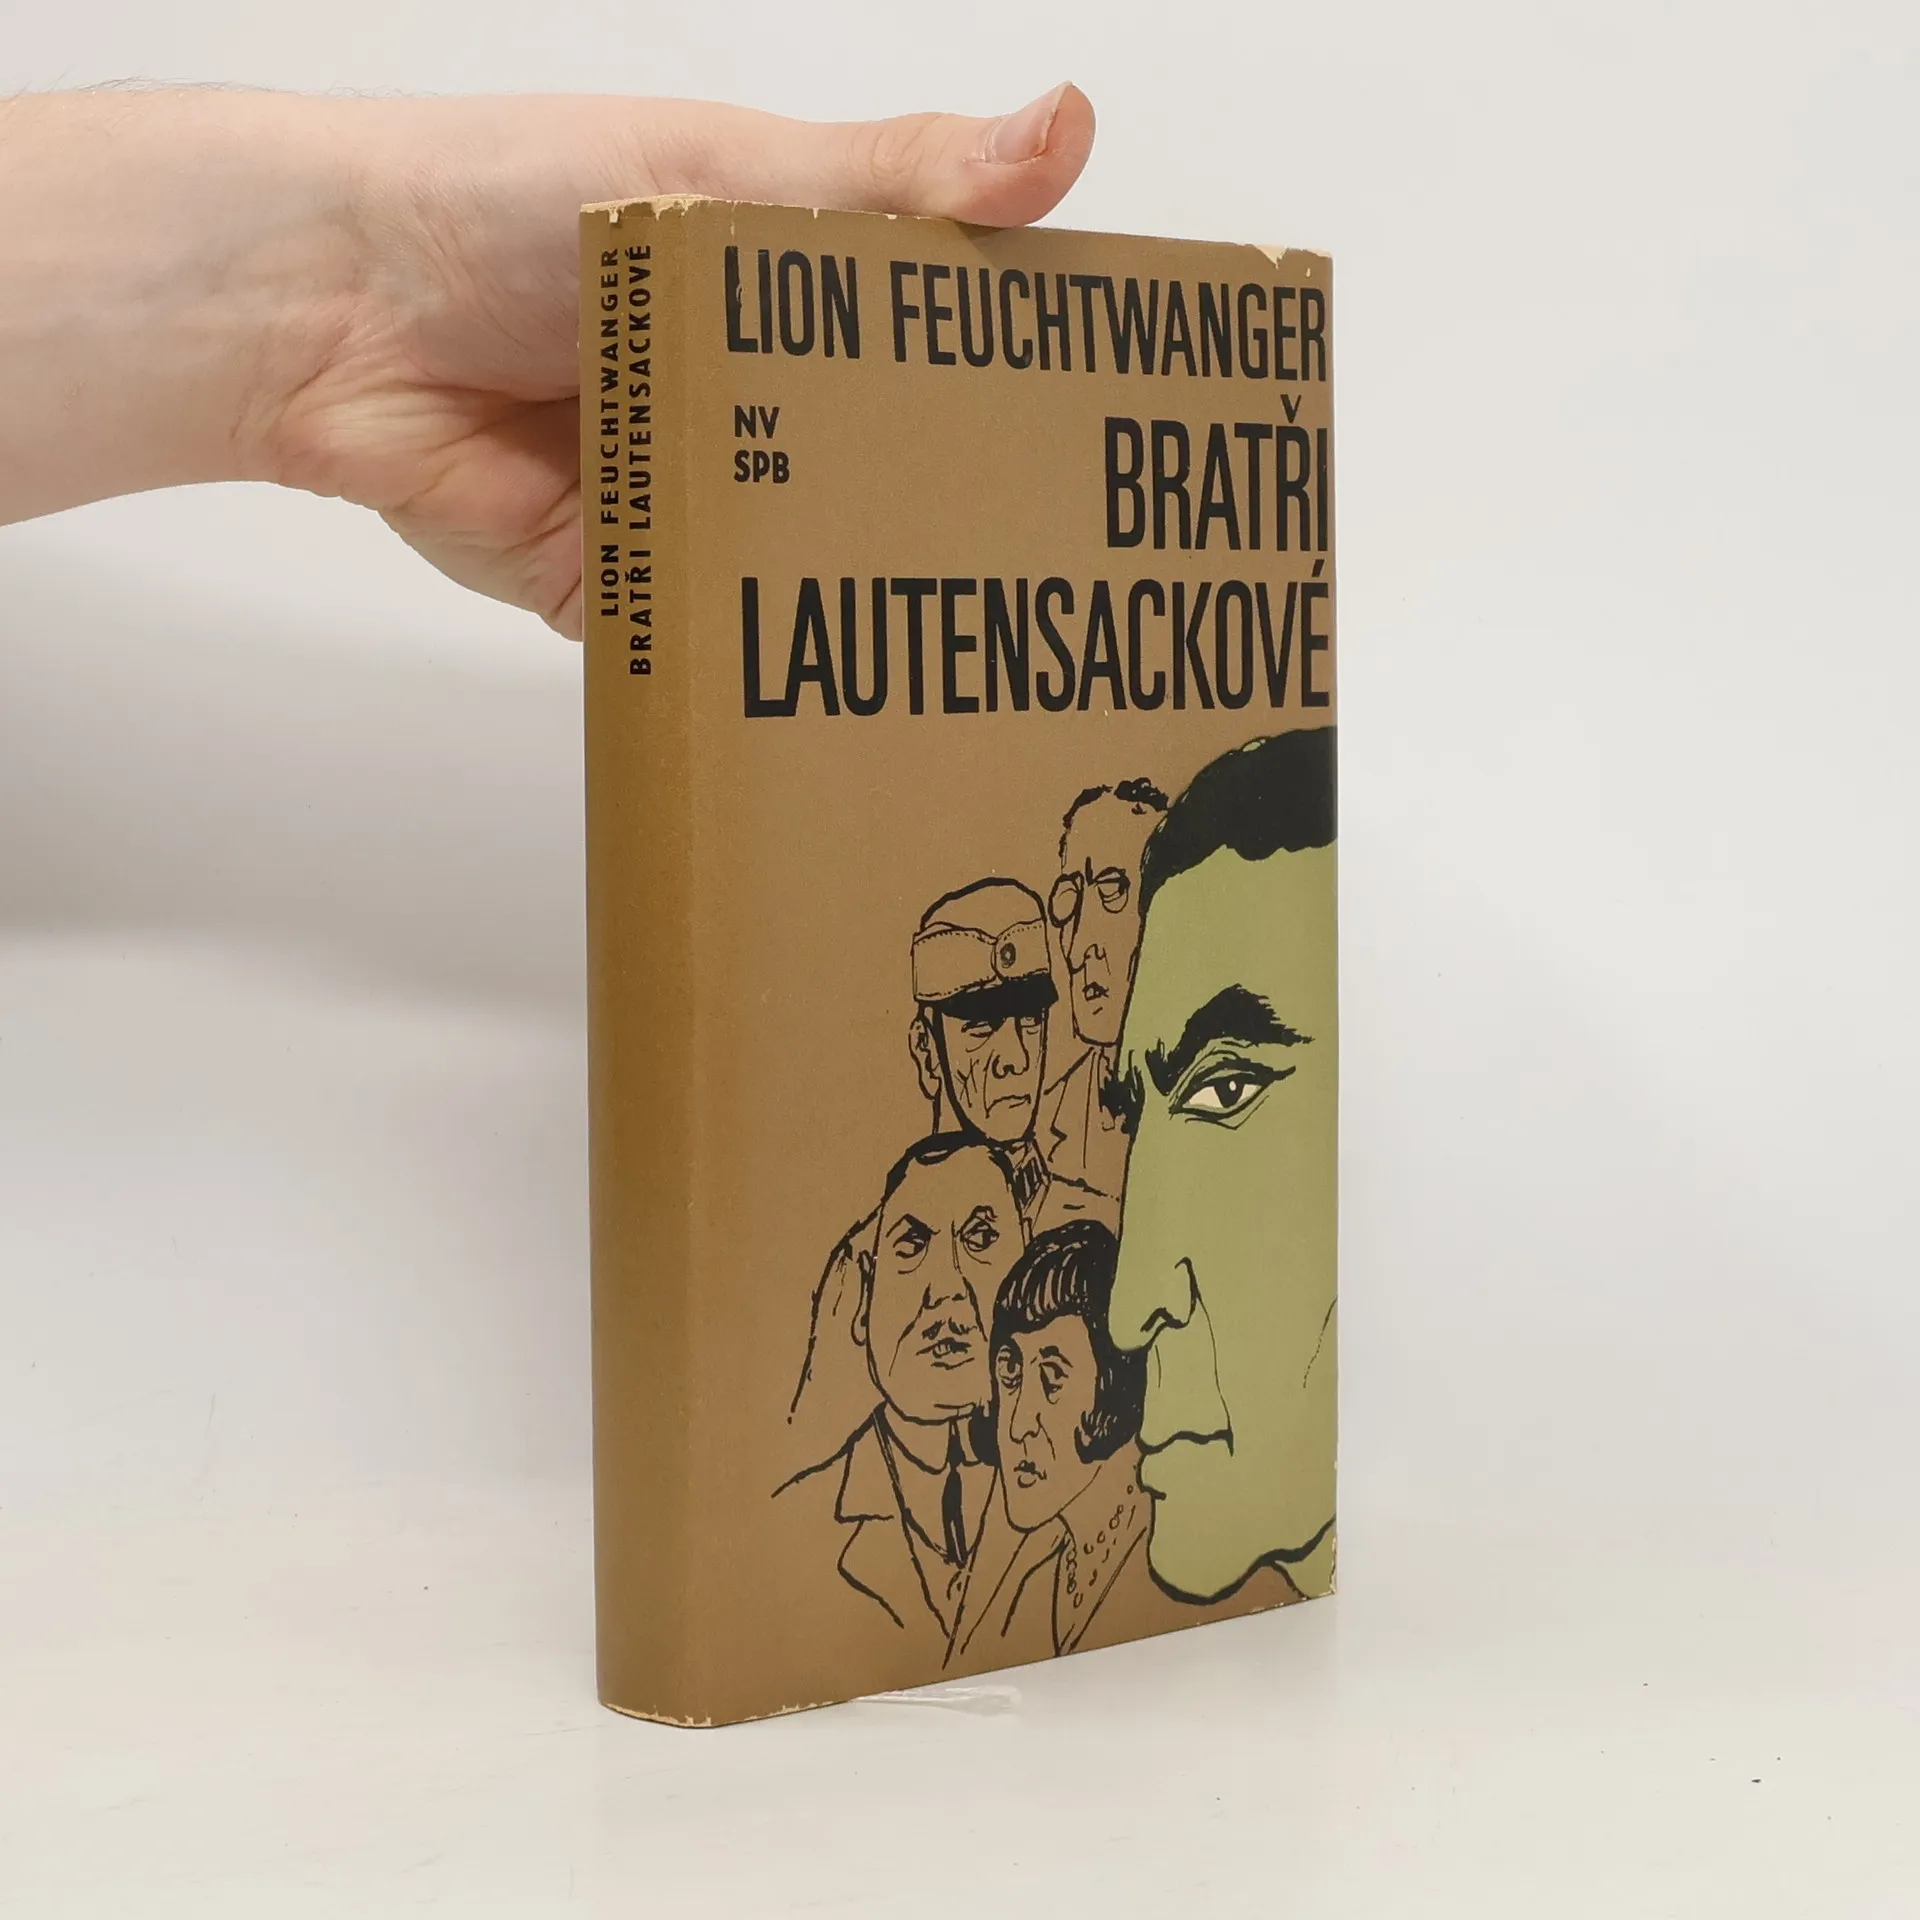 LION FEUCHTWANGER
BRATŘI LAUTENSACKOVÉ
LION FEUCHTWANGER
NV
SPB
BRATŘI
LAUTENSACKOVÉ